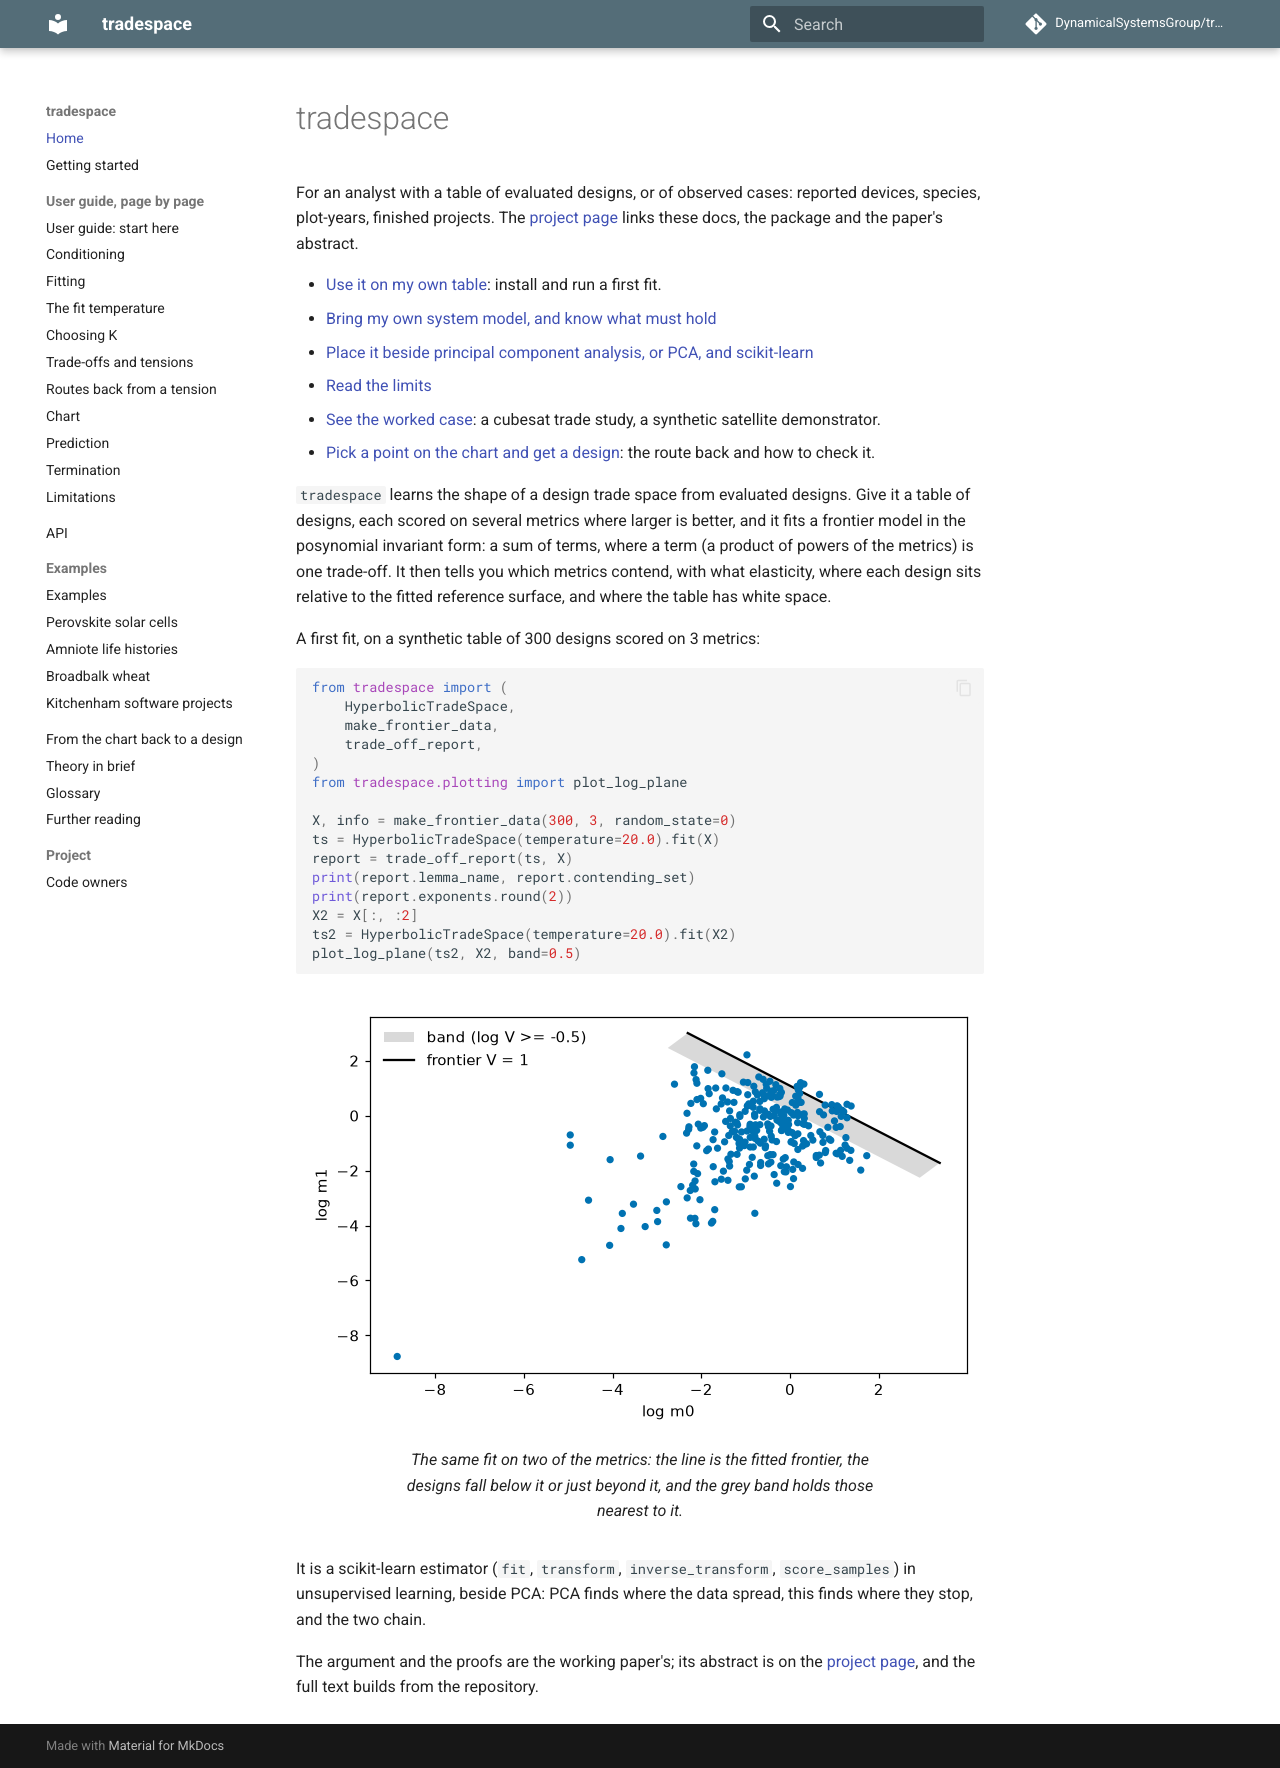 tradespace
Search
DynamicalSystemsGroup/tr…
tradespace
Home
Getting started
User guide, page by page
User guide: start here
Conditioning
Fitting
The fit temperature
Choosing K
Trade-offs and tensions
Routes back from a tension
Chart
Prediction
Termination
Limitations
API
Examples
Examples
Perovskite solar cells
Amniote life histories
Broadbalk wheat
Kitchenham software projects
From the chart back to a design
Theory in brief
Glossary
Further reading
Project
Code owners
tradespace
For an analyst with a table of evaluated designs, or of observed cases: reported devices, species,
plot-years, finished projects. The project page links these docs, the package and the paper's
abstract.
Use it on my own table: install and run a first fit.
Bring my own system model, and know what must hold
Place it beside principal component analysis, or PCA, and scikit-learn
Read the limits
See the worked case: a cubesat trade study, a synthetic satellite demonstrator.
Pick a point on the chart and get a design: the route back and how to check it.
tradespace learns the shape of a design trade space from evaluated designs. Give it a table of
designs, each scored on several metrics where larger is better, and it fits a frontier model in the
posynomial invariant form: a sum of terms, where a term (a product of powers of the metrics) is
one trade-off. It then tells you which metrics contend, with what elasticity, where each design sits
relative to the fitted reference surface, and where the table has white space.
A first fit, on a synthetic table of 300 designs scored on 3 metrics:
from tradespace import (
    HyperbolicTradeSpace,
    make_frontier_data,
    trade_off_report,
)
from tradespace.plotting import plot_log_plane
X, info = make_frontier_data(300, 3, random_state=0)
ts = HyperbolicTradeSpace(temperature=20.0).fit(X)
report = trade_off_report(ts, X)
print(report.lemma_name, report.contending_set)
print(report.exponents.round(2))
X2 = X[:, :2]
ts2 = HyperbolicTradeSpace(temperature=20.0).fit(X2)
plot_log_plane(ts2, X2, band=0.5)
band (log V >= -0.5)
frontier V = 1
2
0
−2
−4
−6
−8
log m1
−8
−6
−4
−2
0
2
log m0
The same fit on two of the metrics: the line is the fitted frontier, the
designs fall below it or just beyond it, and the grey band holds those
nearest to it.
It is a scikit-learn estimator (fit, transform, inverse_transform, score_samples) in
unsupervised learning, beside PCA: PCA finds where the data spread, this finds where they stop,
and the two chain.
The argument and the proofs are the working paper's; its abstract is on the project page, and the
full text builds from the repository.
Made with Material for MkDocs